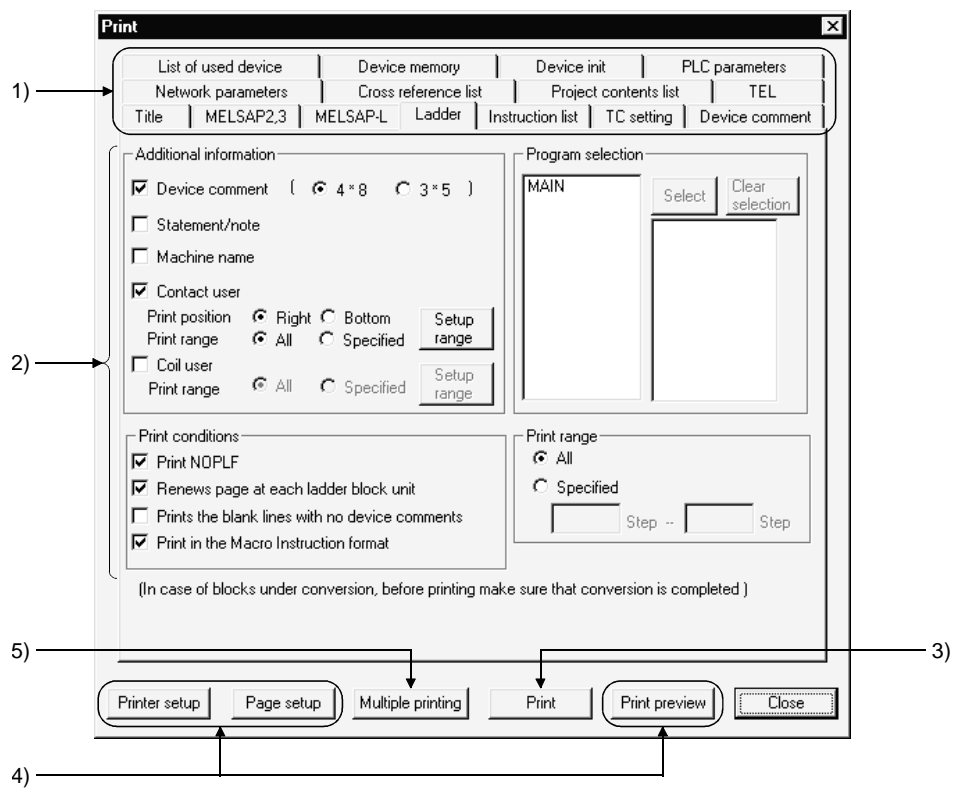 Print
List of used device Device memory Device init PLC parameters
1)
Network parameters Cross reference list Project contents list TEL
Title MELSAP2,3 MELSAP-L Ladder Instruction list TC setting Device comment
Additional information
Program selection
Device comment ( 4*8 3*5 )
MAIN
Select
Clear selection
Statement/note
Machine name
Contact user
Print position Right Bottom
Print range All Specified
Setup range
2)
Coil user
Print range All Specified
Setup range
Print conditions
Print NOPLF
Renews page at each ladder block unit
Prints the blank lines with no device comments
Print in the Macro Instruction format
Print range
All
Specified
Step -- Step
(In case of blocks under conversion, before printing make sure that conversion is completed )
5)
3)
Printer setup Page setup Multiple printing Print Print preview Close
4)